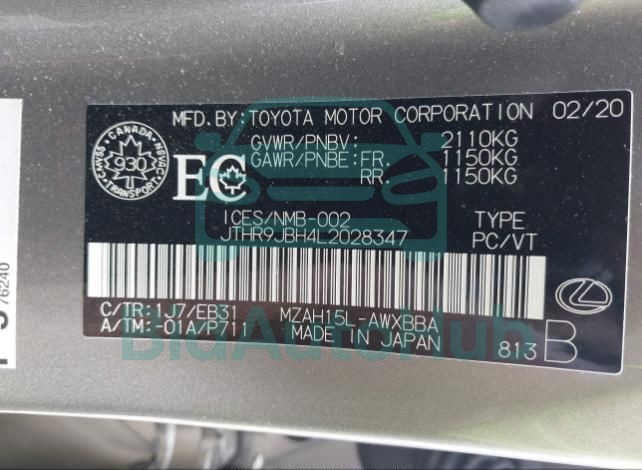 MFD.BY:TOYOTA MOTOR CORPORATION 02/20
GVWR/PNBV: 2110KG
GAWR/PNBE:FR. 1150KG
RR. 1150KG
CANADA
930
T
TRANSPORT
EC
ICES/NMB-002 TYPE
JTHR9JBH4L2028347 PC/VT
C/TR:1J7/EB31 MZAH15L-AWXBBA
A/TM:-01A/P711 MADE IN JAPAN
813 B
BidAutoHub
76240